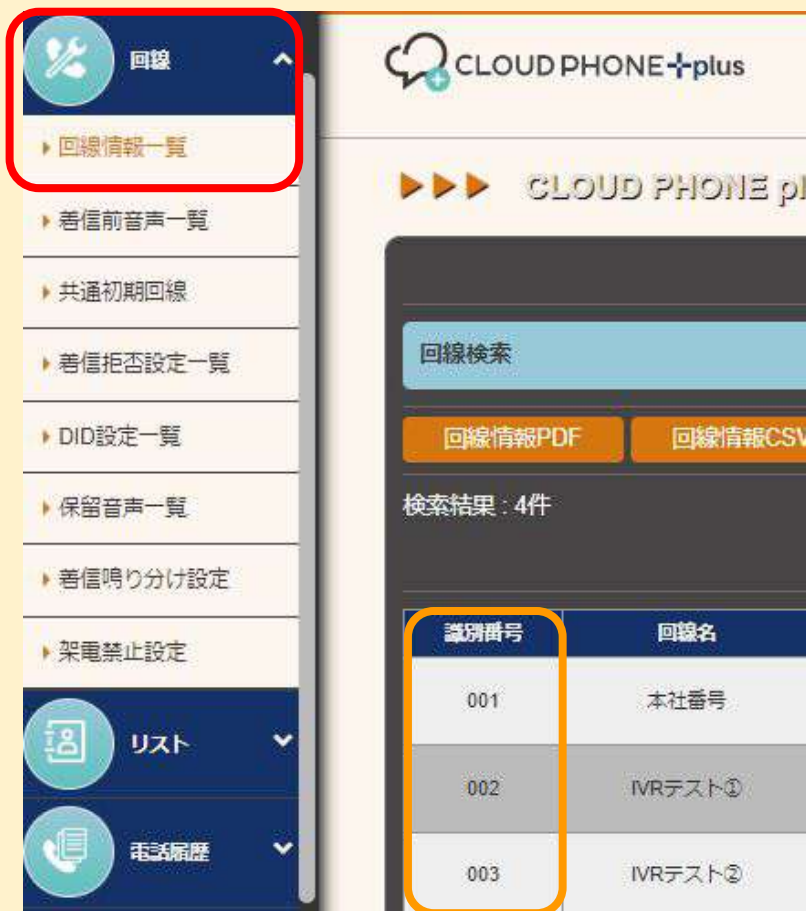 回線
回線情報一覧
着信前音声一覧
共通初期回線
着信拒否設定一覧
DID設定一覧
保留音声一覧
着信鳴り分け設定
架電禁止設定
リスト
電話履歴
CLOUD PHONE plus
CLOUD PHONE pl
回線検索
回線情報PDF 回線情報CSV
検索結果 : 4件
識別番号 回線名
001 本社番号
002 IVRテスト①
003 IVRテスト②